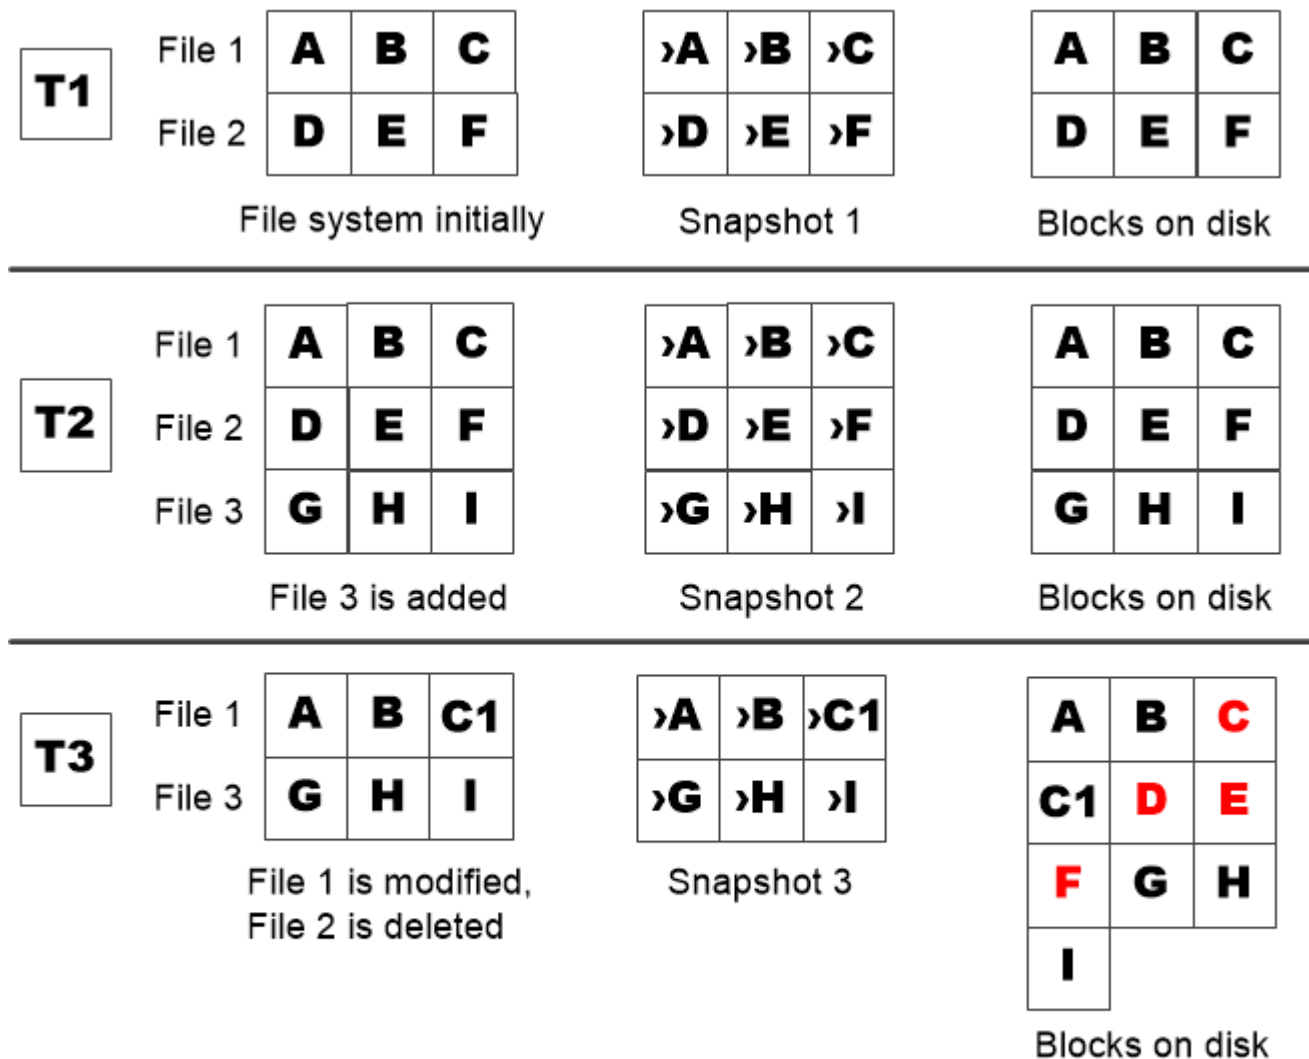 File 1 A B C ›A ›B ›C A B C
T1
File 2 D E F ›D ›E ›F D E F
File system initially Snapshot 1 Blocks on disk
File 1 A B C ›A ›B ›C A B C
T2
File 2 D E F ›D ›E ›F D E F
File 3 G H I ›G ›H ›I G H I
File 3 is added Snapshot 2 Blocks on disk
File 1 A B C1 ›A ›B ›C1 A B C
T3
File 3 G H I ›G ›H ›I C1 D E
File 1 is modified, Snapshot 3 F G H
File 2 is deleted
I
Blocks on disk